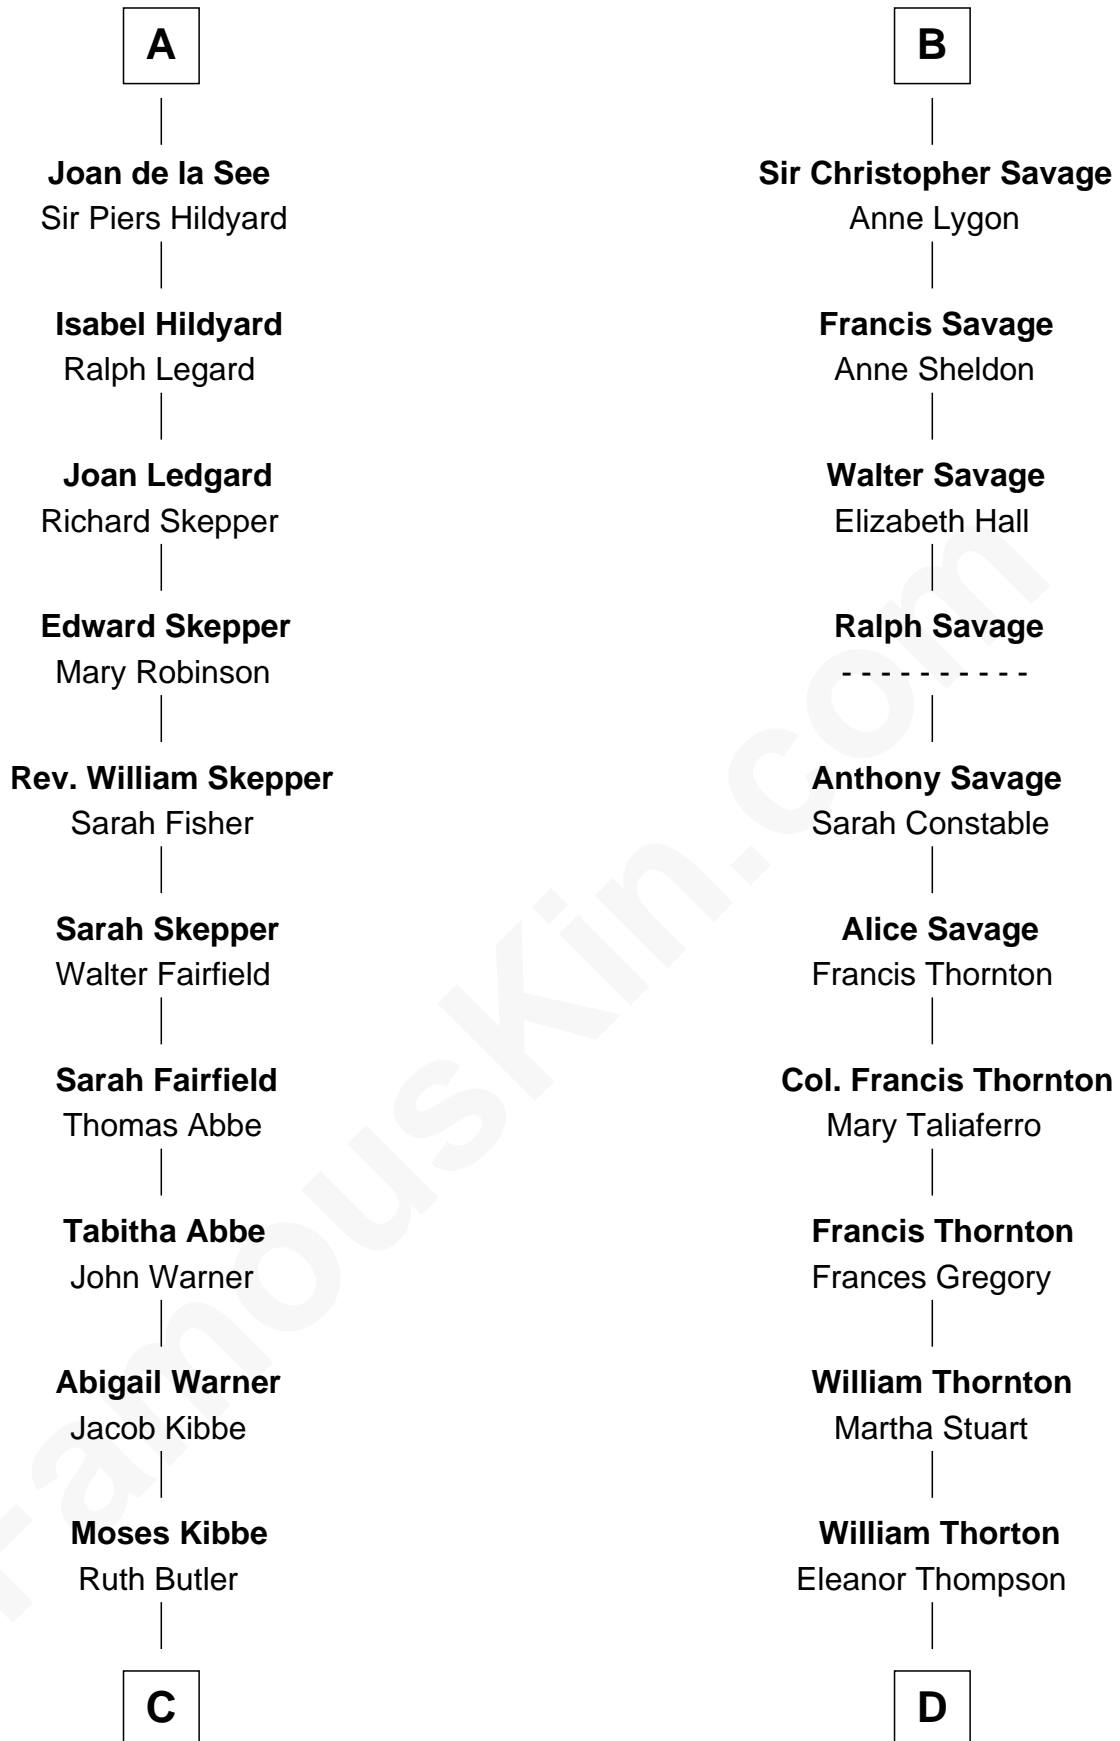 A
Joan de la See
Sir Piers Hildyard
Isabel Hildyard
Ralph Legard
Joan Ledgard
Richard Skepper
Edward Skepper
Mary Robinson
Rev. William Skepper
Sarah Fisher
Sarah Skepper
Walter Fairfield
Sarah Fairfield
Thomas Abbe
Tabitha Abbe
John Warner
Abigail Warner
Jacob Kibbe
Moses Kibbe
Ruth Butler
C
B
Sir Christopher Savage
Anne Lygon
Francis Savage
Anne Sheldon
Walter Savage
Elizabeth Hall
Ralph Savage
- - - - - - - - - -
Anthony Savage
Sarah Constable
Alice Savage
Francis Thornton
Col. Francis Thornton
Mary Taliaferro
Francis Thornton
Frances Gregory
William Thornton
Martha Stuart
William Thorton
Eleanor Thompson
D
FamousKin.com